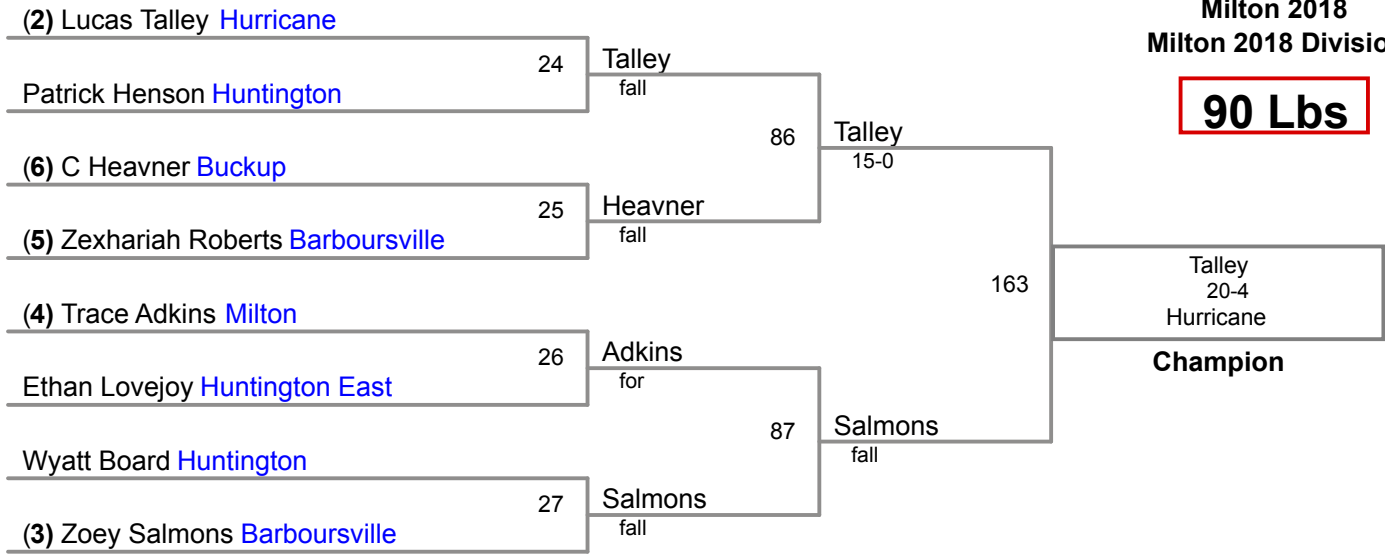 (2) Lucas Talley Hurricane
Milton 2018
Milton 2018 Divisio
24
Talley
fall
Patrick Henson Huntington
90 Lbs
86
Talley
15-0
(6) C Heavner Buckup
25
Heavner
fall
(5) Zexhariah Roberts Barboursville
163
Talley
20-4
Hurricane
Champion
(4) Trace Adkins Milton
26
Adkins
for
Ethan Lovejoy Huntington East
87
Salmons
fall
Wyatt Board Huntington
27
Salmons
fall
(3) Zoey Salmons Barboursville